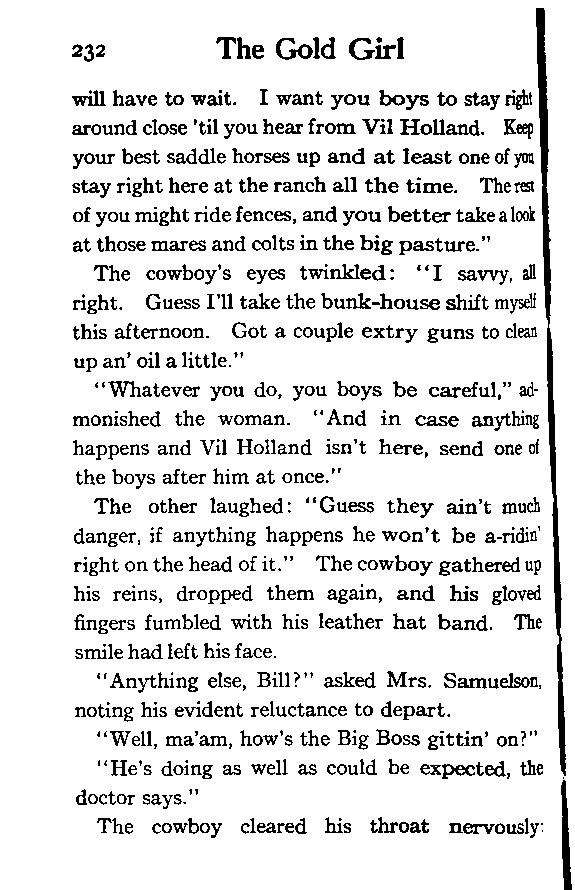 232 The Gold Girl
will have to wait. I want you boys to stay right
around close 'til you hear from Vil Holland. Keep
your best saddle horses up and at least one of you
stay right here at the ranch all the time. The rest
of you might ride fences, and you better take a look
at those mares and colts in the big pasture."
The cowboy's eyes twinkled: "I savvy, all
right. Guess I'll take the bunk-house shift myself
this afternoon. Got a couple extry guns to clean
up an' oil a little."
"Whatever you do, you boys be careful," ad-
monished the woman. "And in case anything
happens and Vil Holland isn't here, send one of
the boys after him at once."
The other laughed: "Guess they ain't much
danger, if anything happens he won't be a-ridin'
right on the head of it." The cowboy gathered up
his reins, dropped them again, and his gloved
fingers fumbled with his leather hat band. The
smile had left his face.
"Anything else, Bill?" asked Mrs. Samuelson,
noting his evident reluctance to depart.
"Well, ma'am, how's the Big Boss gittin' on?"
"He's doing as well as could be expected, the
doctor says."
The cowboy cleared his throat nervously: